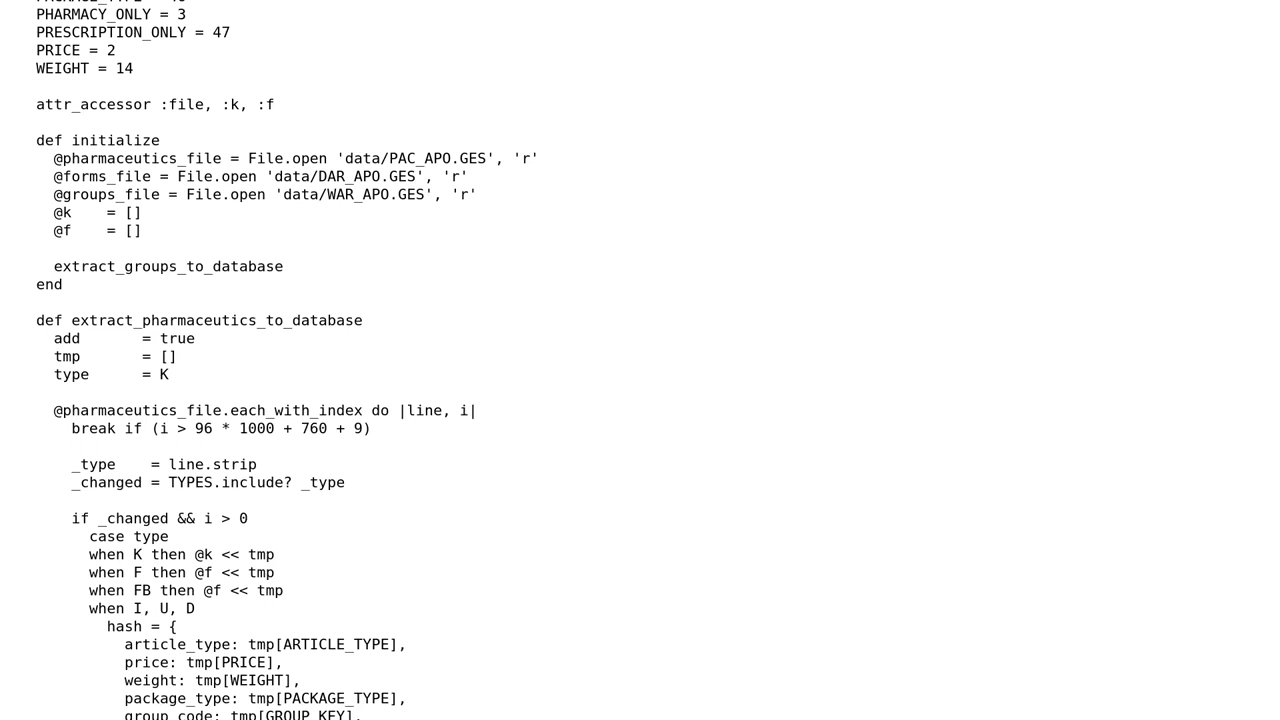 PHARMACY_ONLY = 3
PRESCRIPTION_ONLY = 47
PRICE = 2
WEIGHT = 14
attr_accessor :file, :k, :f
def initialize
@pharmaceutics_file = File.open 'data/PAC_APO.GES', 'r'
@forms_file = File.open 'data/DAR_APO.GES', 'r'
@groups_file = File.open 'data/WAR_APO.GES', 'r'
@k    = []
@f    = []
extract_groups_to_database
end
def extract_pharmaceutics_to_database
add       = true
tmp       = []
type      = K
@pharmaceutics_file.each_with_index do |line, i|
break if (i > 96 * 1000 + 760 + 9)
_type    = line.strip
_changed = TYPES.include? _type
if _changed && i > 0
case type
when K then @k << tmp
when F then @f << tmp
when FB then @f << tmp
when I, U, D
hash = {
article_type: tmp[ARTICLE_TYPE],
price: tmp[PRICE],
weight: tmp[WEIGHT],
package_type: tmp[PACKAGE_TYPE],
group_code: tmp[GROUP_KEY],